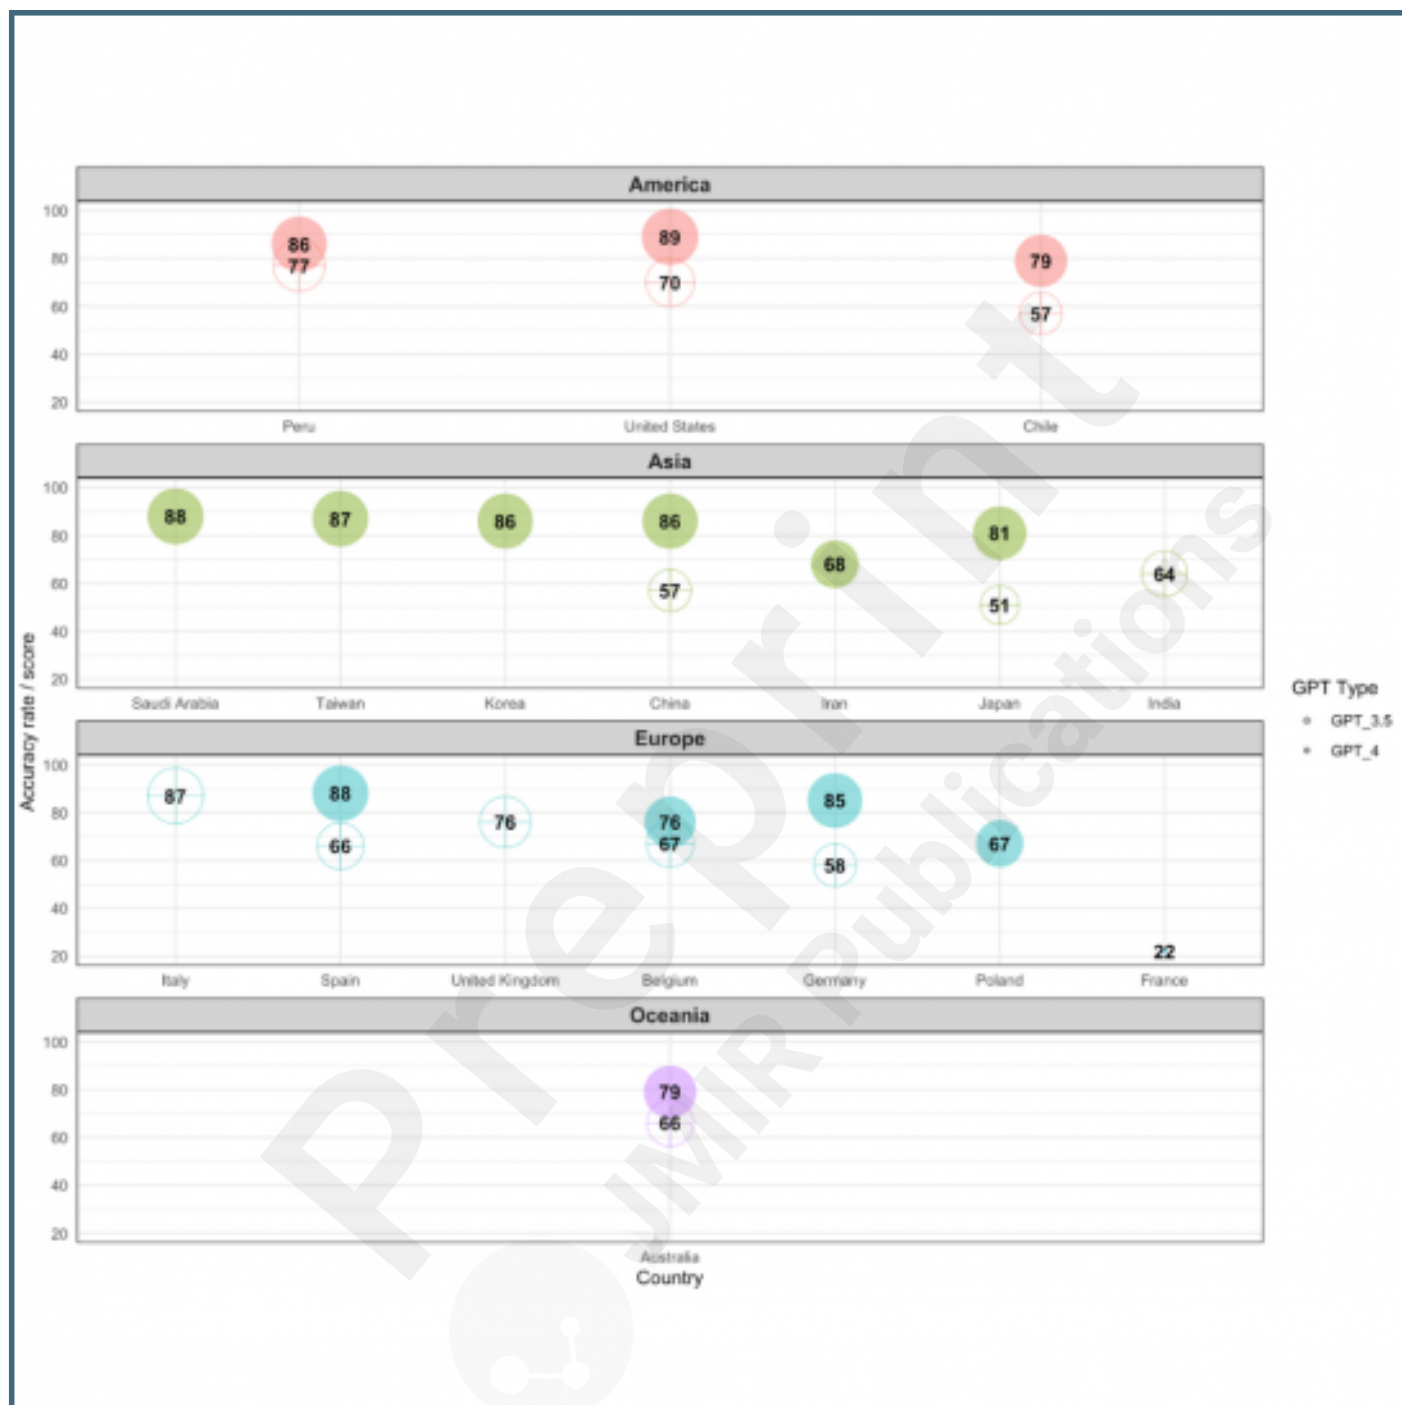 America
100
80
60
40
20
86
77
89
70
79
57
Peru
United States
Chile
Asia
100
80
60
40
20
88
87
86
86
57
68
81
51
64
Saudi Arabia
Taiwan
Korea
China
Iran
Japan
India
Accuracy rate / score
Europe
100
80
60
40
20
87
88
66
76
76
67
85
58
67
22
Italy
Spain
United Kingdom
Belgium
Germany
Poland
France
Oceania
100
80
60
40
20
79
66
Australia
Country
GPT Type
GPT_3.5
GPT_4
Preprint
JMIR Publications